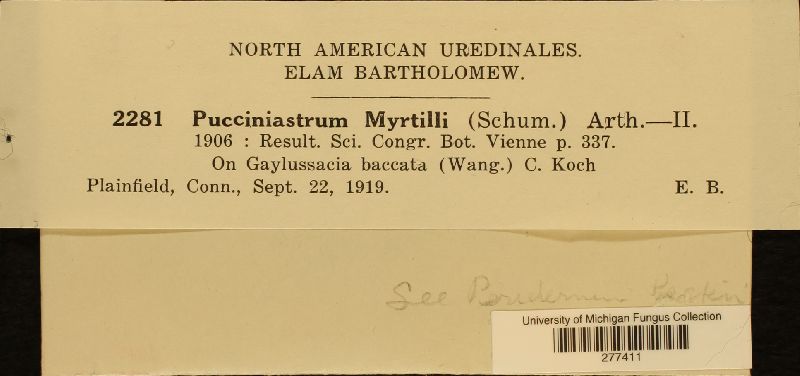 NORTH AMERICAN UREDINALES.
ELAM BARTHOLOMEW.
2281 Pucciniastrum Myrtilli (Schum.) Arth.—II.
1906 : Result. Sci. Congr. Bot. Vienne p. 337.
On Gaylussacia baccata (Wang.) C. Koch
Plainfield, Conn., Sept. 22, 1919. E. B.
See
University of Michigan Fungus Collection
277411